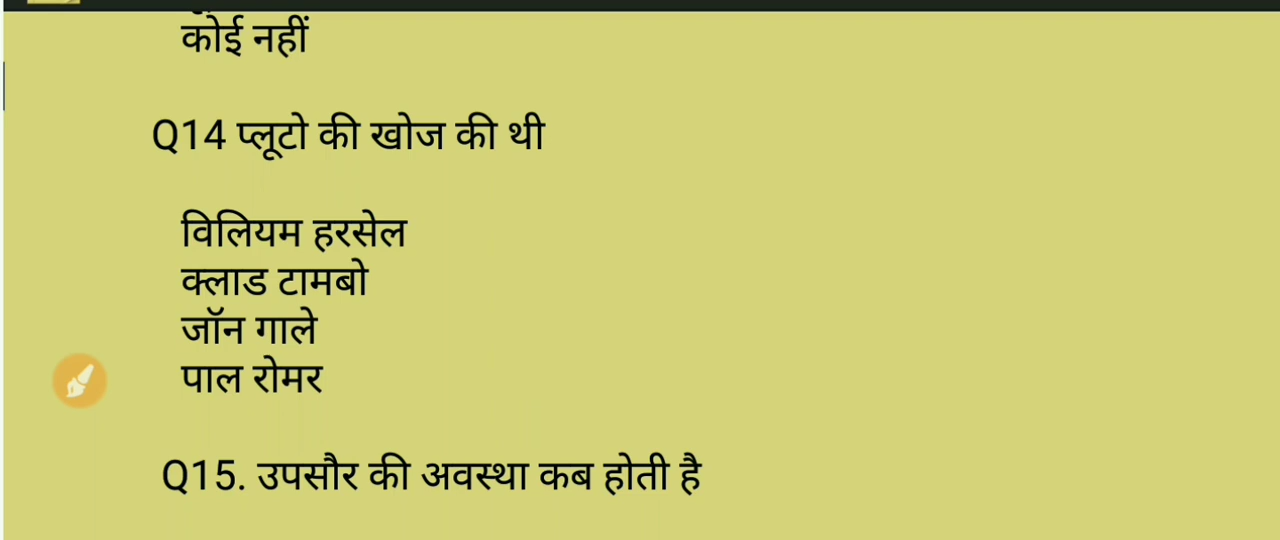 कोई नहीं
Q14 प्लूटो की खोज की थी
विलियम हरसेल
क्लाड टामबो
जॉन गाले
पाल रोमर
Q15. उपसौर की अवस्था कब होती है